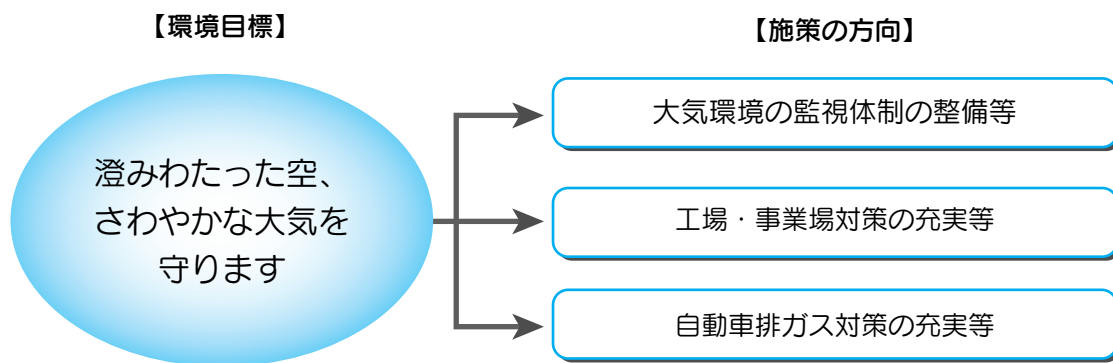 【環境目標】
【施策の方向】
澄みわたった空、
さわやかな大気を
守ります
大気環境の監視体制の整備等
工場・事業場対策の充実等
自動車排ガス対策の充実等